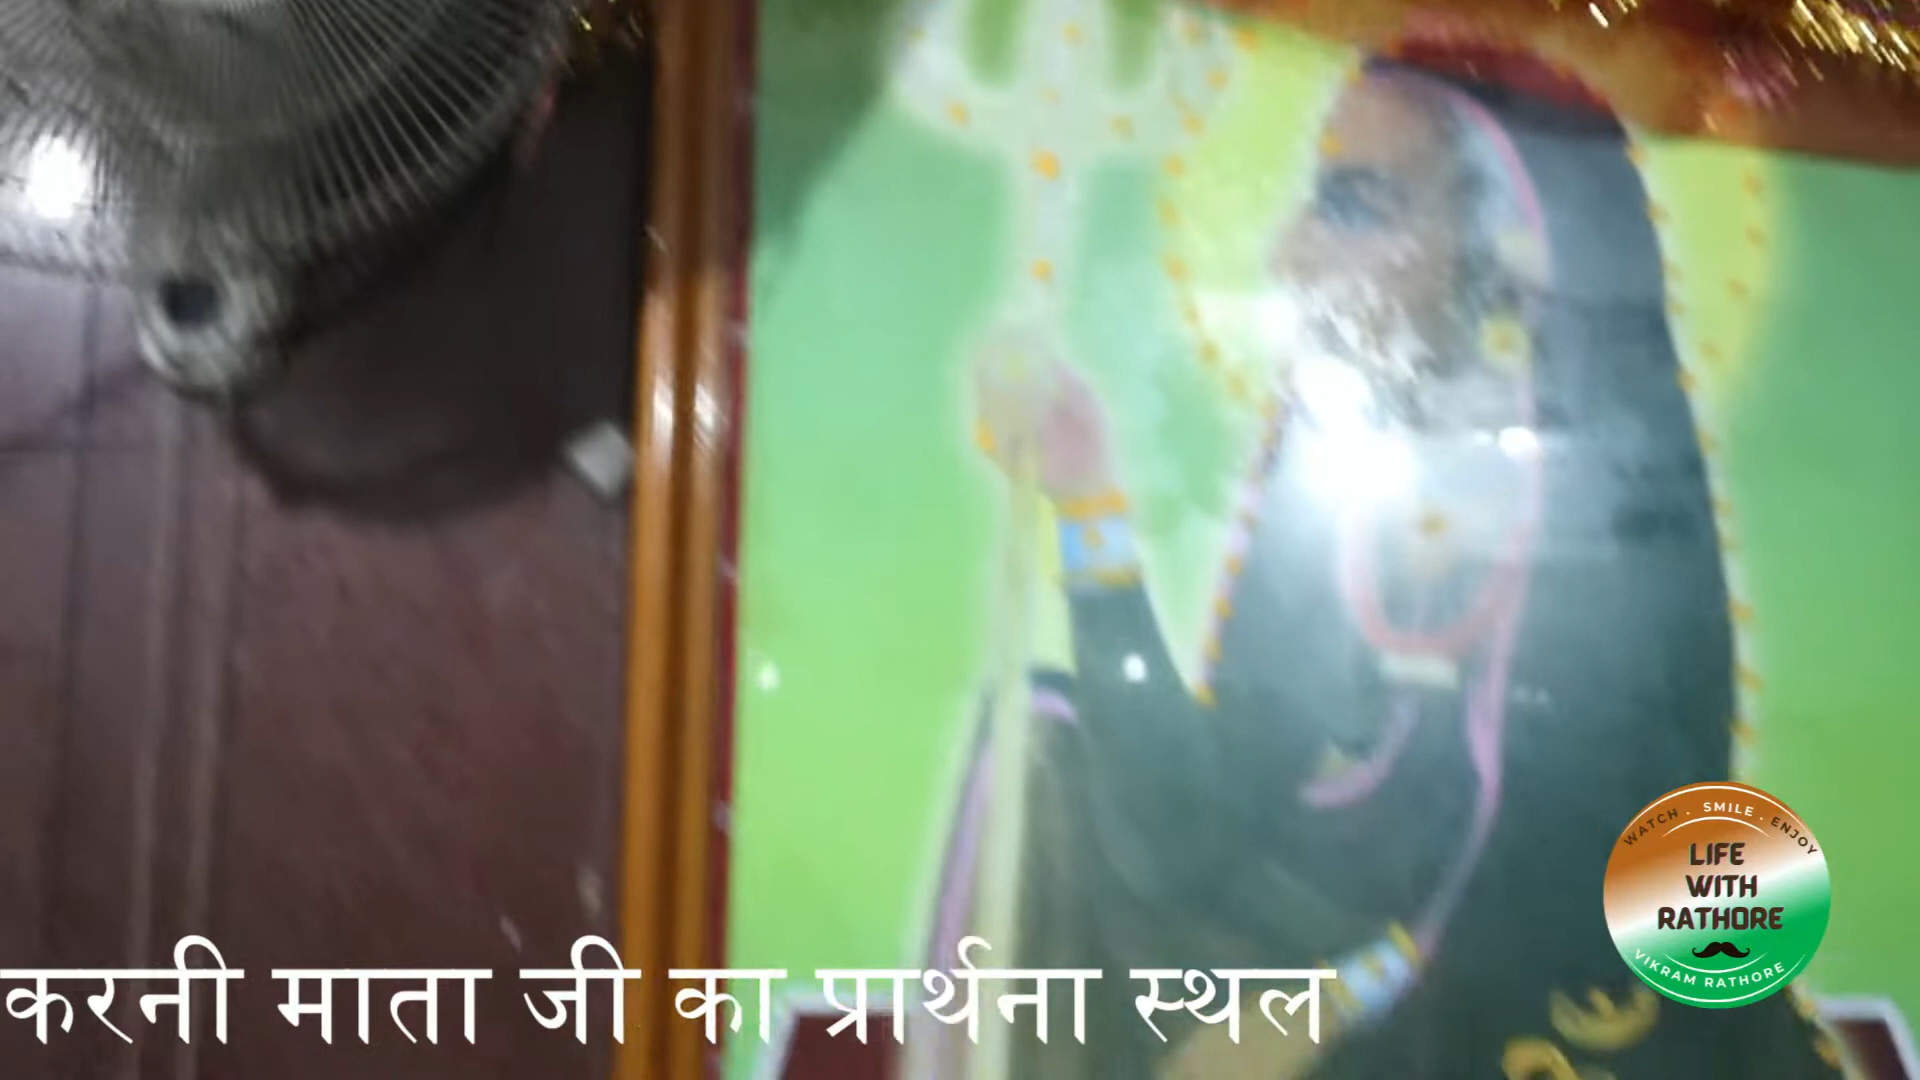 करनी माता जी का प्रार्थना स्थल
WATCH . SMILE . ENJOY
LIFE
WITH
RATHORE
VIKRAM RATHORE